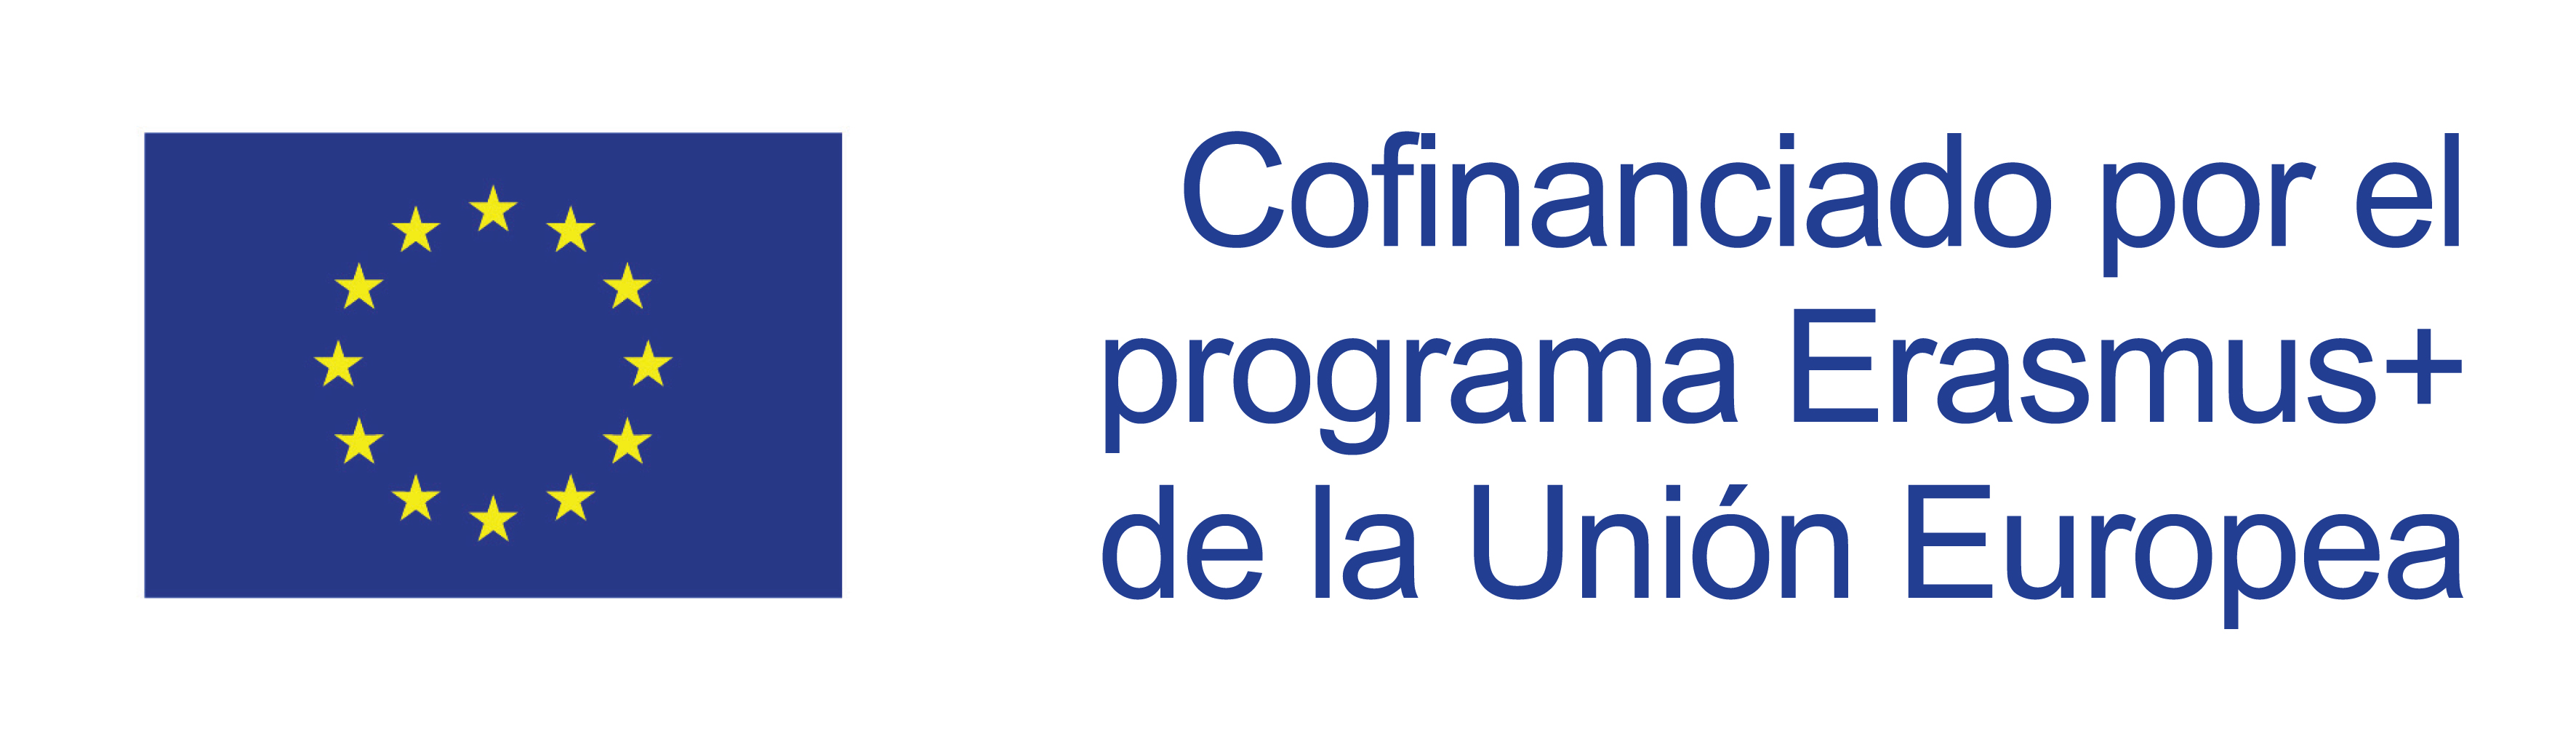 Cofinanciado por el
programa Erasmus+
de la Unión Europea